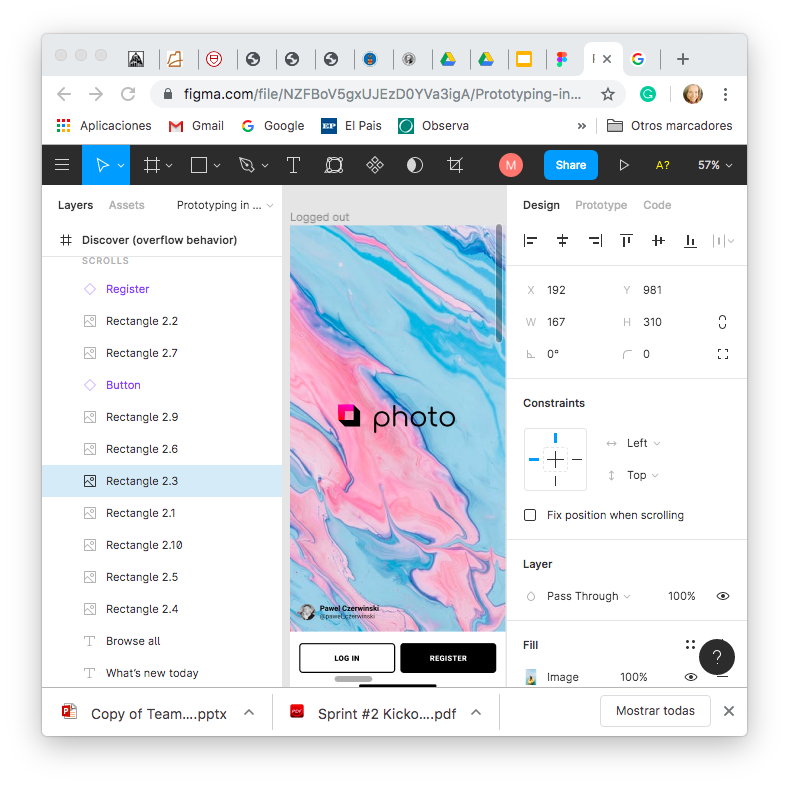 figma.com/file/NZFBoV5gxUJEzD0YVa3igA/Prototyping-in...
Aplicaciones Gmail Google EP El Pais Observa » Otros marcadores
T M Share A? 57%
Layers Assets Prototyping in ... Design Prototype Code
Logged out
Discover (overflow behavior)
SCROLLS
Register
Rectangle 2.2
Rectangle 2.7
Button
Rectangle 2.9
Rectangle 2.6
Rectangle 2.3
Rectangle 2.1
Rectangle 2.10
Rectangle 2.5
Rectangle 2.4
Browse all
What's new today
photo
Pawel Czerwinski
@pawel_czerwinski
LOG IN REGISTER
X 192 Y 981
W 167 H 310
0° 0
Constraints
Left
Top
Fix position when scrolling
Layer
Pass Through 100%
Fill
Image 100%
?
Copy of Team....pptx PDF Sprint #2 Kicko....pdf Mostrar todas